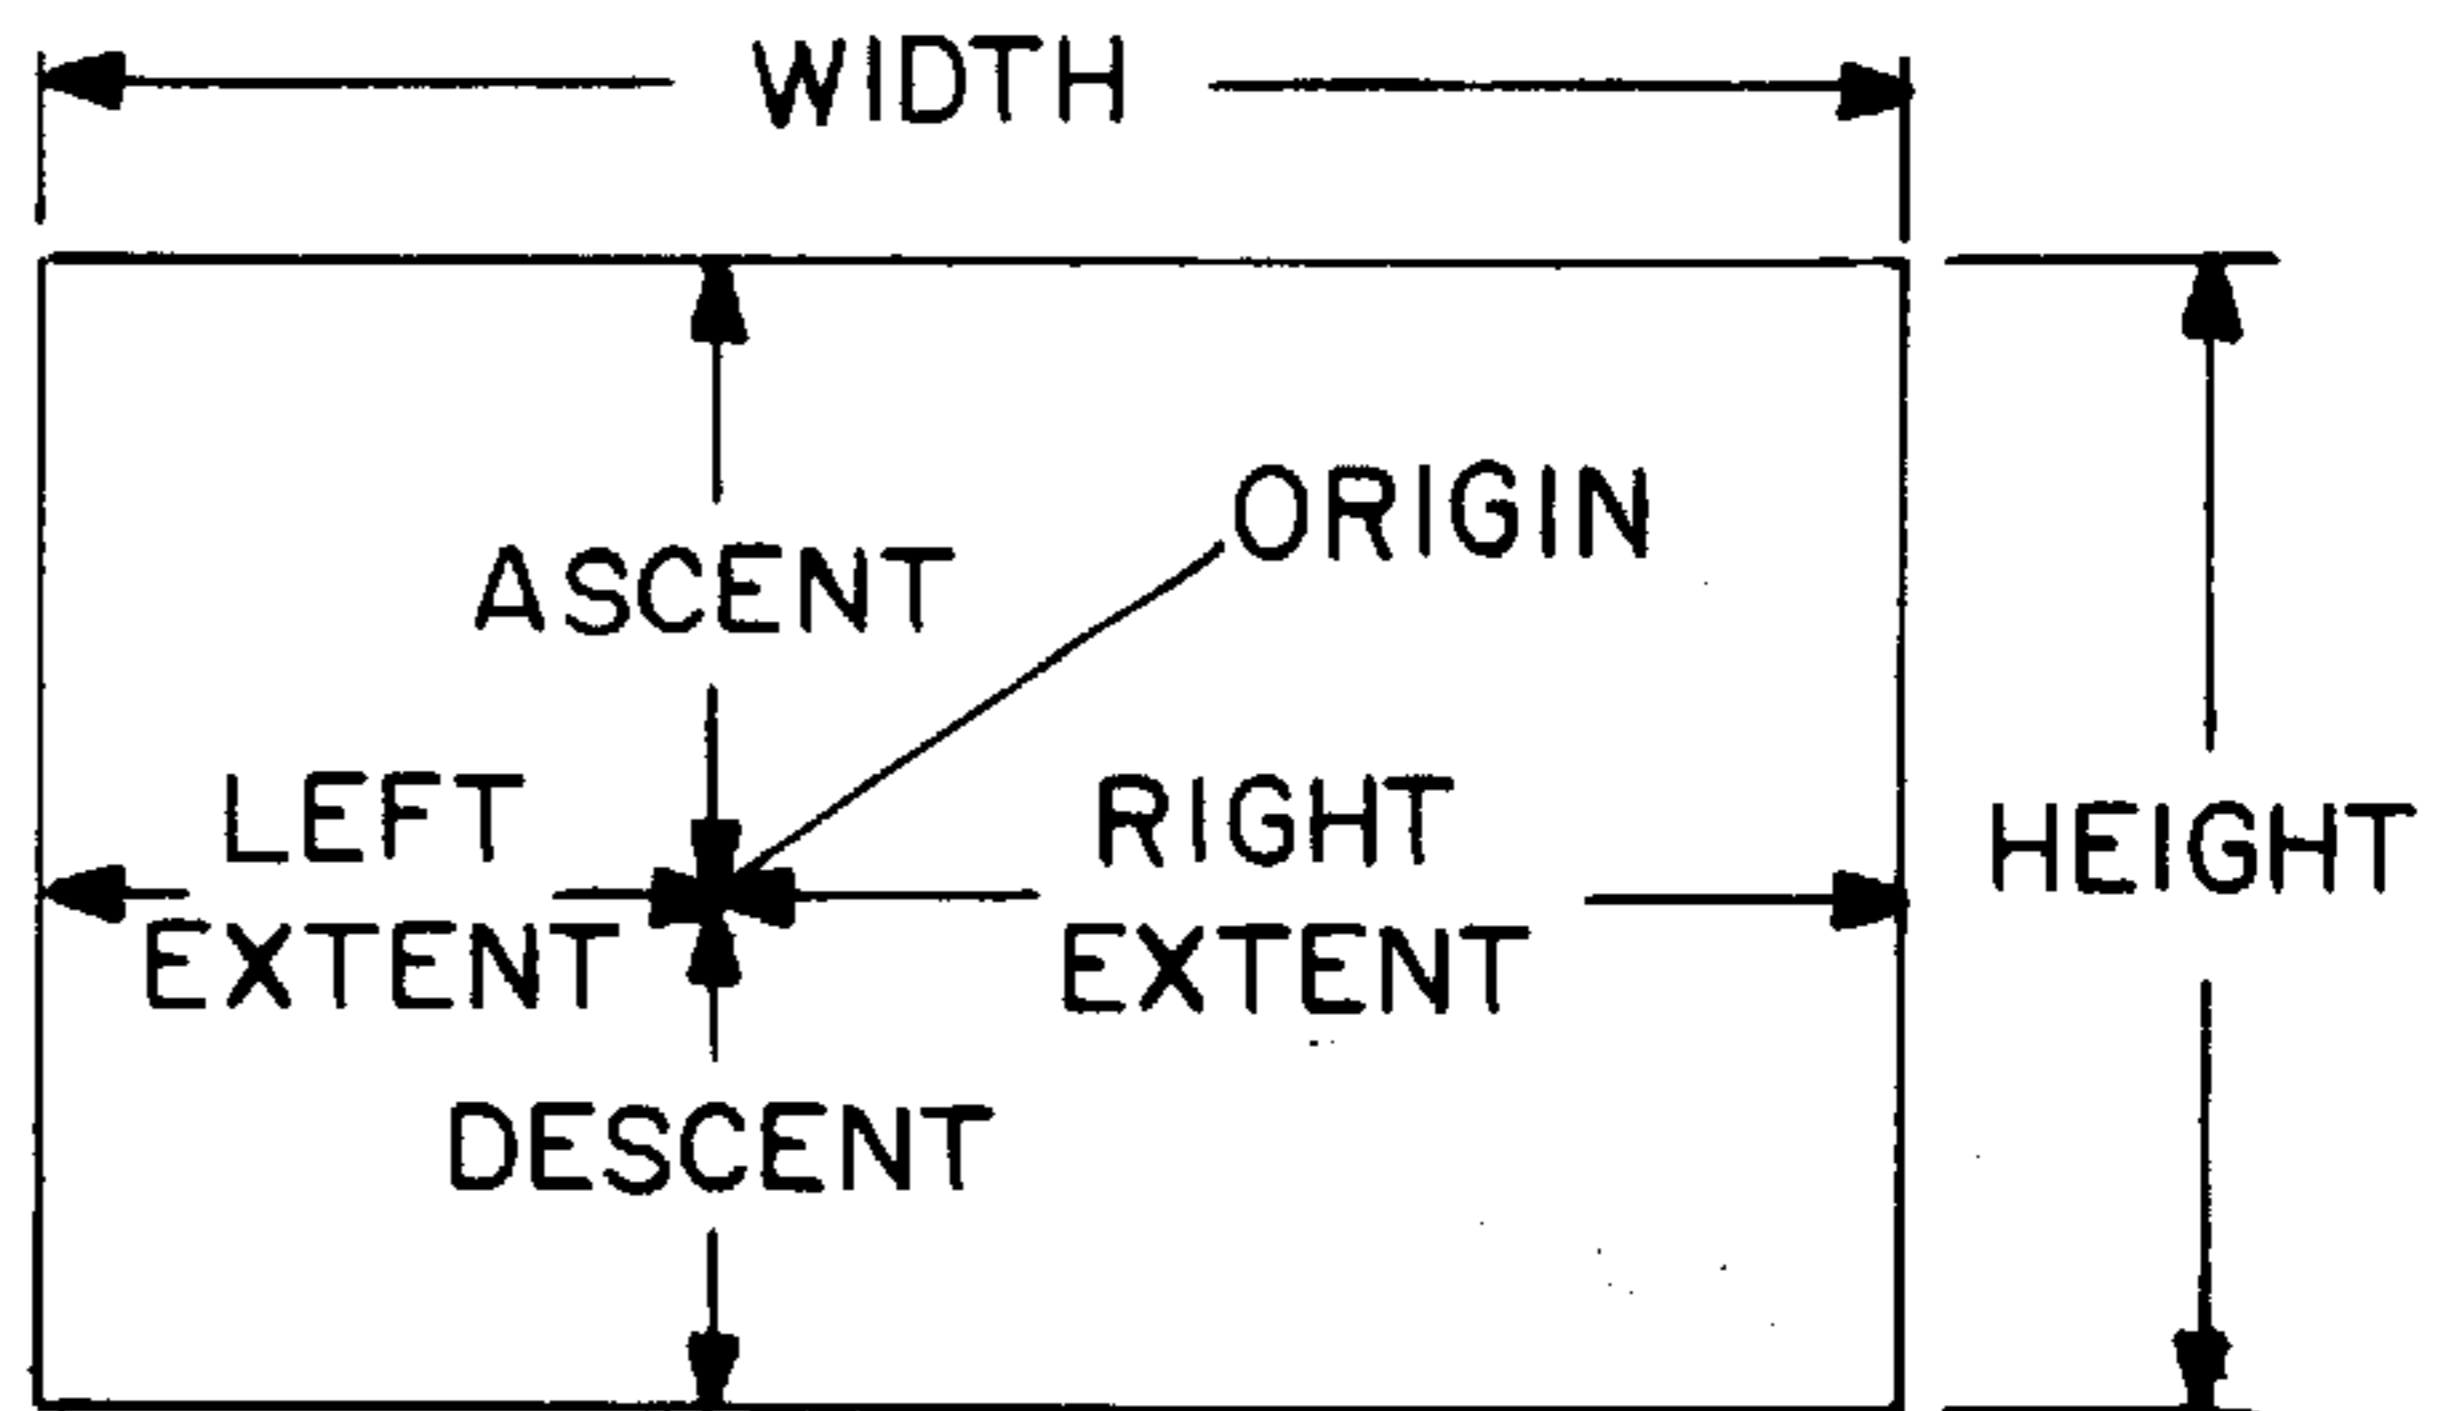 WIDTH
ORIGIN
ASCENT
LEFT
EXTENT
RIGHT
EXTENT
HEIGHT
DESCENT